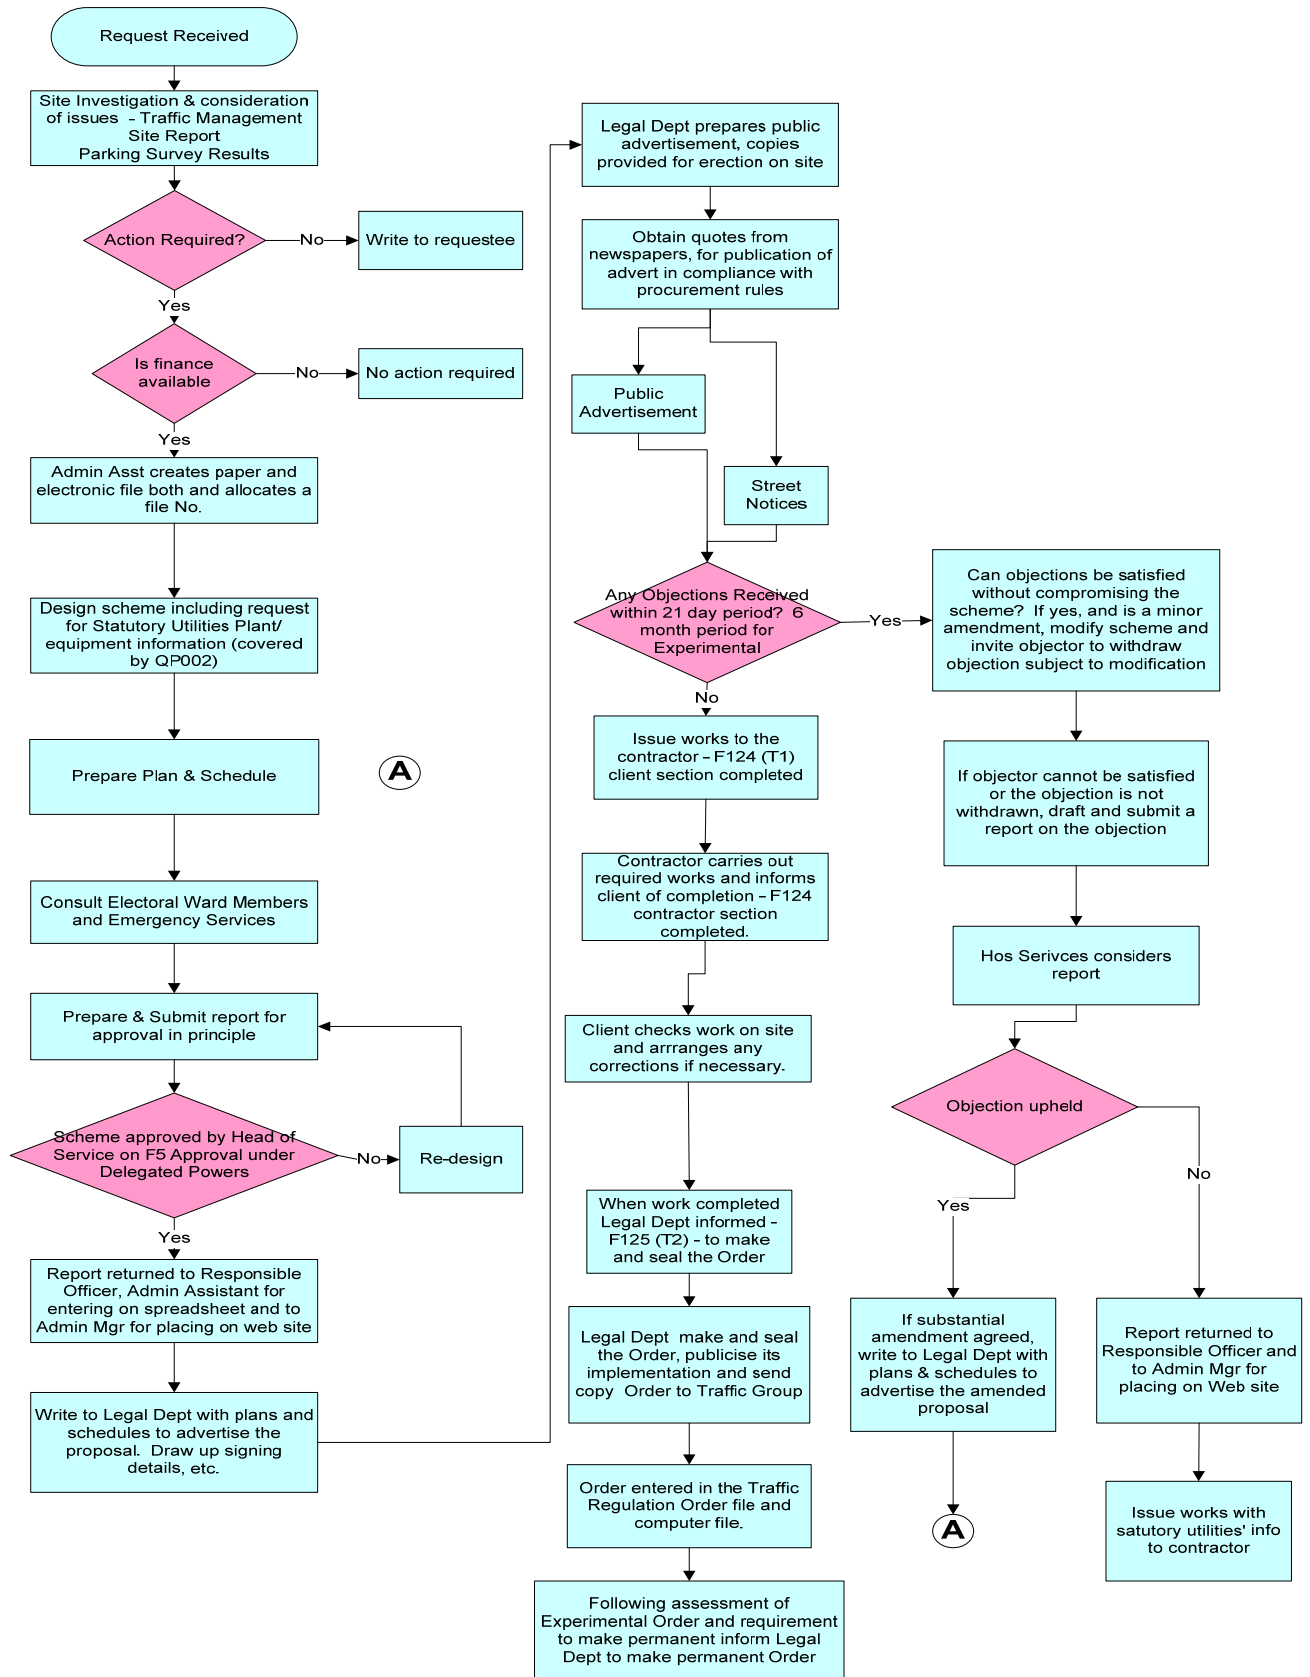 Request Received
Site Investigation & consideration
of issues - Traffic Management
Site Report
Parking Survey Results
Action Required?
No
Write to requestee
Yes
Is finance
available
No
No action required
Yes
Admin Asst creates paper and
electronic file both and allocates a
file No.
Design scheme including request
for Statutory Utilities Plant/
equipment information (covered
by QP002)
Prepare Plan & Schedule
A
Consult Electoral Ward Members
and Emergency Services
Prepare & Submit report for
approval in principle
Scheme approved by Head of
Service on F5 Approval under
Delegated Powers
No
Re-design
Yes
Report returned to Responsible
Officer, Admin Assistant for
entering on spreadsheet and to
Admin Mgr for placing on web site
Write to Legal Dept with plans and
schedules to advertise the
proposal.  Draw up signing
details, etc.
Legal Dept prepares public
advertisement, copies
provided for erection on site
Obtain quotes from
newspapers, for publication of
advert in compliance with
procurement rules
Public
Advertisement
Street
Notices
Any Objections Received
within 21 day period?  6
month period for
Experimental
Yes
No
Issue works to the
contractor – F124 (T1)
client section completed
Contractor carries out
required works and informs
client of completion – F124
contractor section
completed.
Client checks work on site
and arrranges any
corrections if necessary.
When work completed
Legal Dept informed -
F125 (T2) - to make
and seal the Order
Legal Dept  make and seal
the Order, publicise its
implementation and send
copy  Order to Traffic Group
Order entered in the Traffic
Regulation Order file and
computer file.
Following assessment of
Experimental Order and requirement
to make permanent inform Legal
Dept to make permanent Order
Can objections be satisfied
without compromising the
scheme?  If yes, and is a minor
amendment, modify scheme and
invite objector to withdraw
objection subject to modification
If objector cannot be satisfied
or the objection is not
withdrawn, draft and submit a
report on the objection
Hos Serivces considers
report
Objection upheld
Yes
No
If substantial
amendment agreed,
write to Legal Dept with
plans & schedules to
advertise the amended
proposal
A
Report returned to
Responsible Officer and
to Admin Mgr for
placing on Web site
Issue works with
satutory utilities' info
to contractor